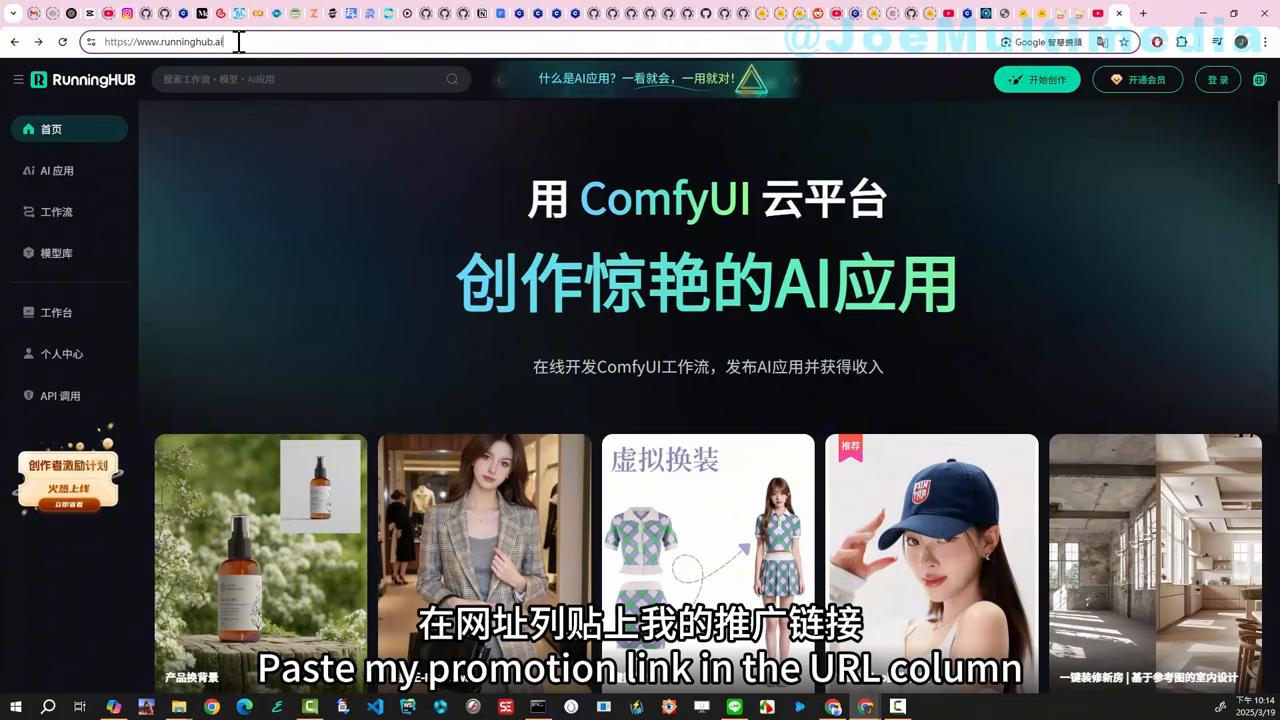 @JoeMultimedia
https://www.runninghub.ai
Google 智慧鏡頭
RunningHUB
搜索工作流、模型、AI应用
什么是AI应用? 一看就会，一用就对!
开始创作
开通会员
登录
首页
AI 应用
工作流
模型库
工作台
个人中心
API 调用
创作者激励计划
火热上线
立即查看
用 ComfyUI 云平台
创作惊艳的AI应用
在线开发ComfyUI工作流，发布AI应用并获得收入
虚拟换装
推荐
产品换背景
一键装修新房 | 基于参考图的室内设计
在网址列贴上我的推广链接
Paste my promotion link in the URL column
下午 10:14
2025/3/19